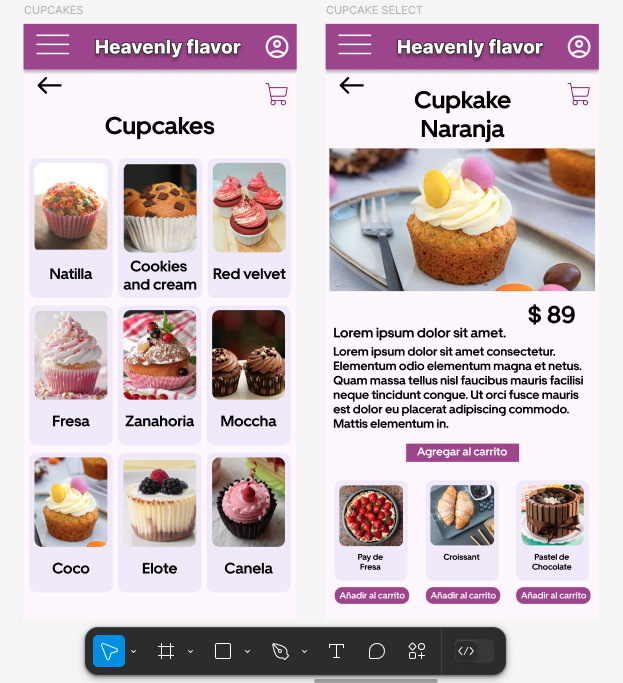 CUPCAKES
CUPCAKE SELECT
Heavenly flavor
Cupcakes
Natilla
Cookies
and cream
Red velvet
Fresa
Zanahoria
Moccha
Coco
Elote
Canela
Heavenly flavor
Cupkake
Naranja
$ 89
Lorem ipsum dolor sit amet.
Lorem ipsum dolor sit amet consectetur.
Elementum odio elementum magna et netus.
Quam massa tellus nisl faucibus mauris facilisi
neque tincidunt congue. Ut orci fusce mauris
est dolor eu placerat adipiscing commodo.
Mattis elementum in.
Agregar al carrito
Pay de
Fresa
Croissant
Pastel de
Chocolate
Añadir al carrito
Añadir al carrito
Añadir al carrito